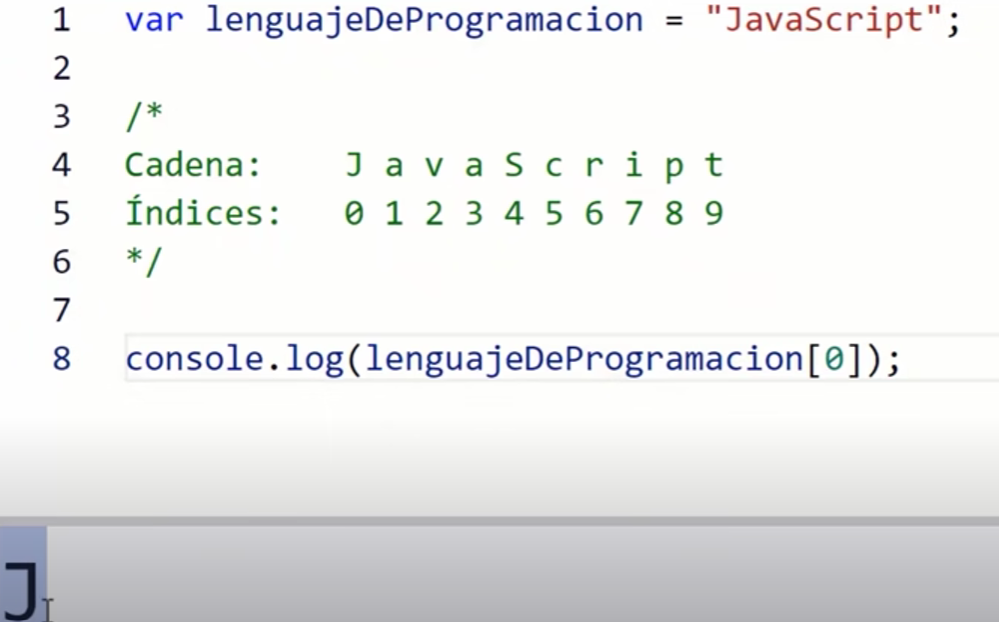 1 var lenguajeDeProgramacion = "JavaScript";
2
3 /*
4 Cadena: J a v a S c r i p t
5 Índices: 0 1 2 3 4 5 6 7 8 9
6 */
7
8 console.log(lenguajeDeProgramacion[0]);
J